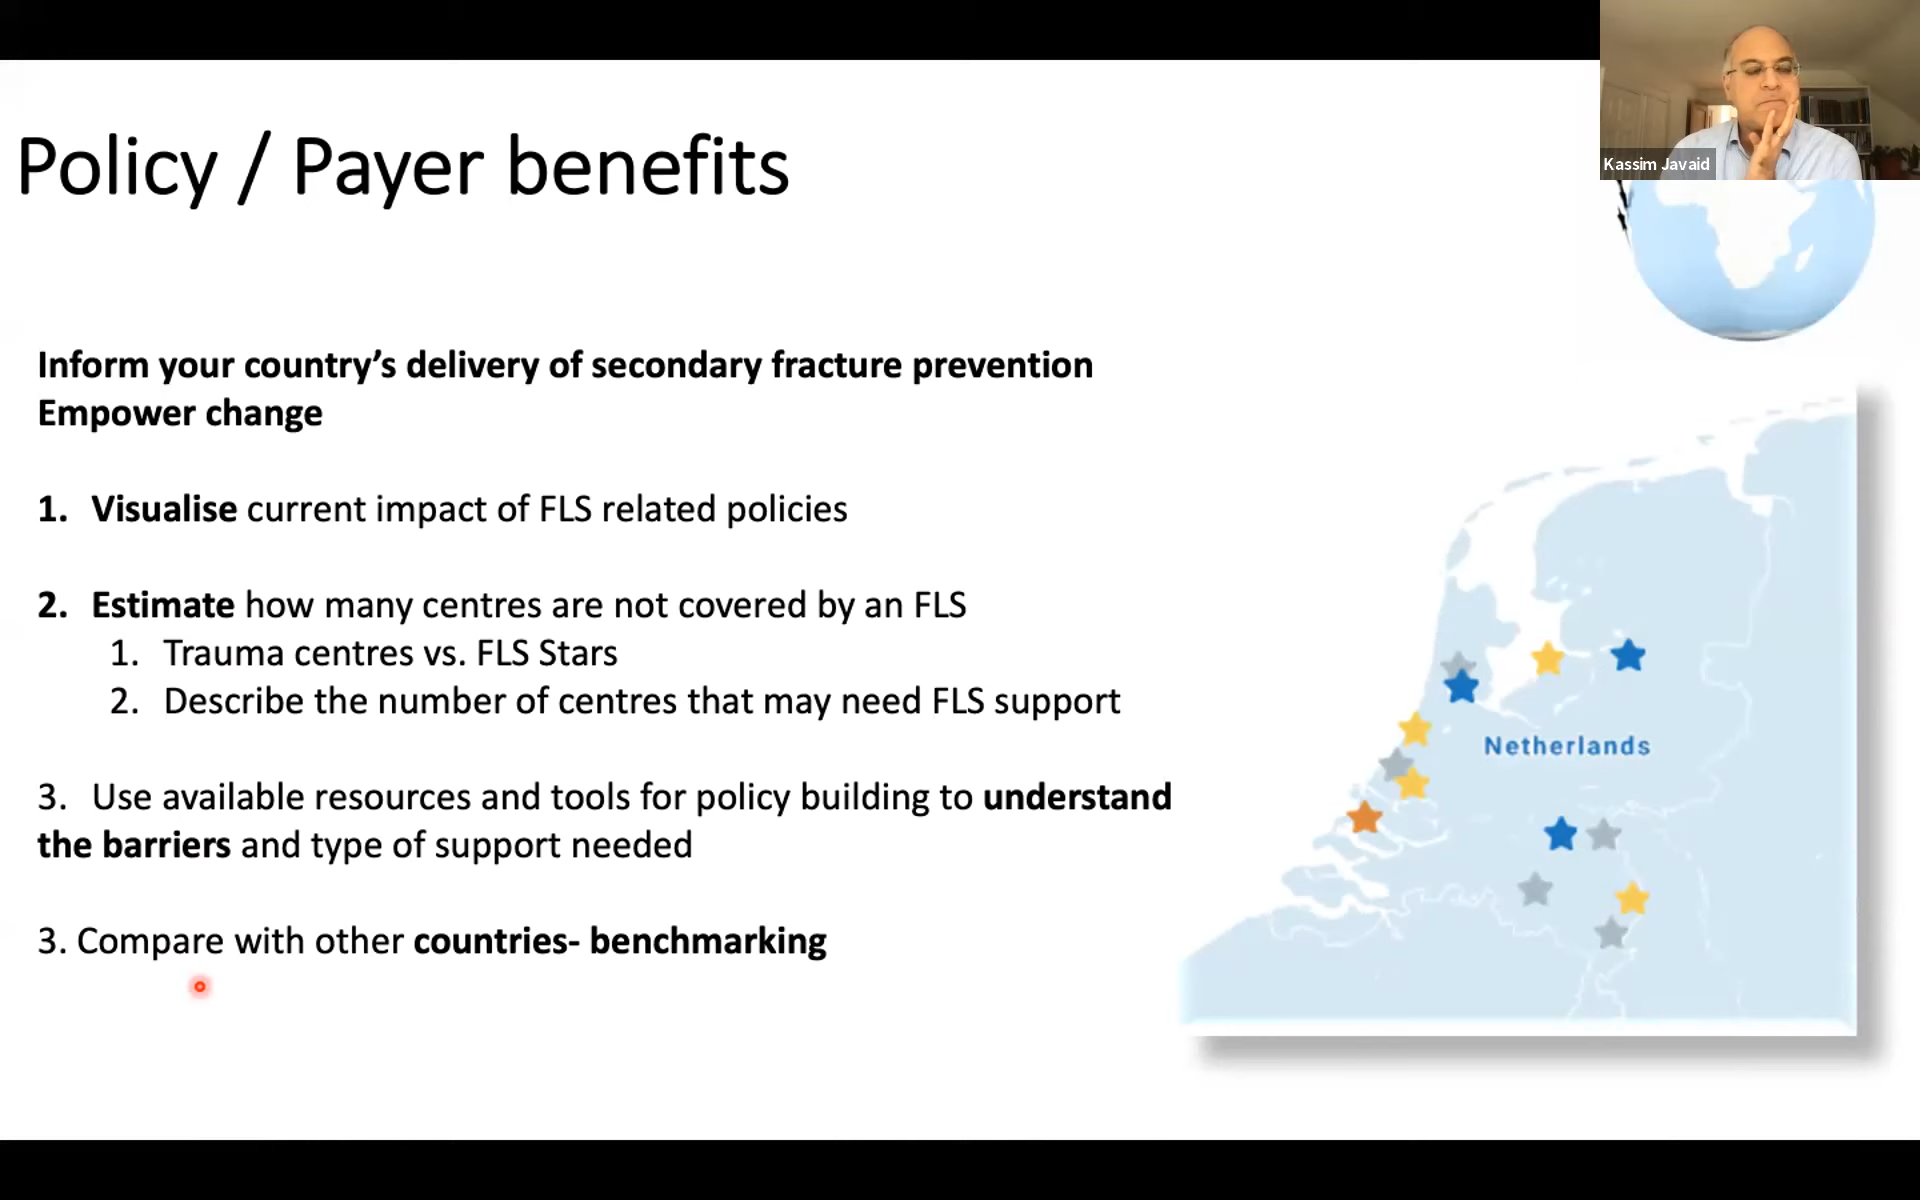 Policy / Payer benefits
Kassim Javaid
Inform your country’s delivery of secondary fracture prevention
Empower change
1. Visualise current impact of FLS related policies
2. Estimate how many centres are not covered by an FLS
1. Trauma centres vs. FLS Stars
2. Describe the number of centres that may need FLS support
3. Use available resources and tools for policy building to understand
the barriers and type of support needed
3. Compare with other countries- benchmarking
Netherlands